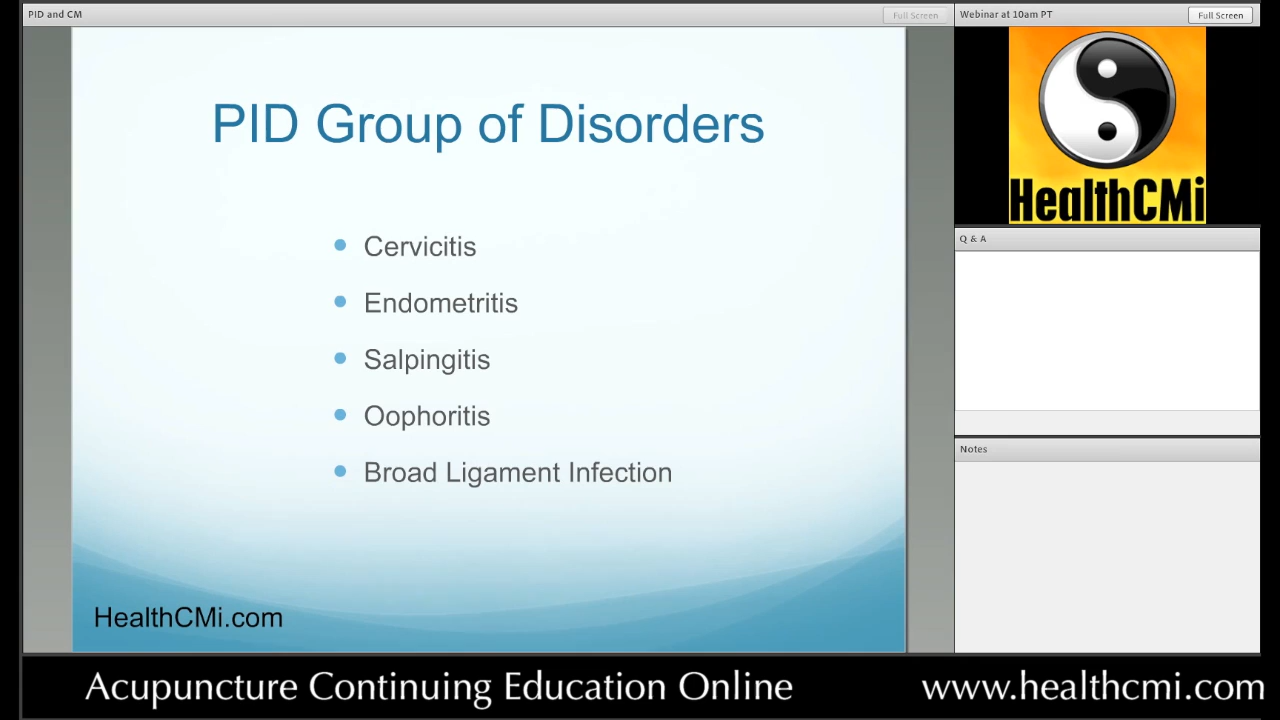 PID and CM
Full Screen
Webinar at 10am PT
Full Screen
PID Group of Disorders
Cervicitis
Endometritis
Salpingitis
Oophoritis
Broad Ligament Infection
HealthCMi.com
HealthCMi
Q & A
Notes
Acupuncture Continuing Education Online
www.healthcmi.com